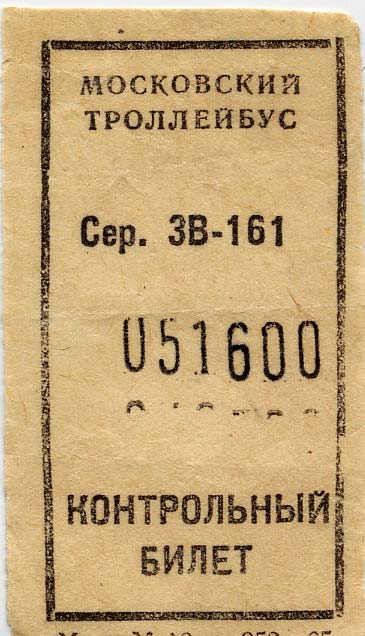 МОСКОВСКИЙ
ТРОЛЛЕЙБУС
Сер. ЗВ-161
051600
КОНТРОЛЬНЫЙ
БИЛЕТ